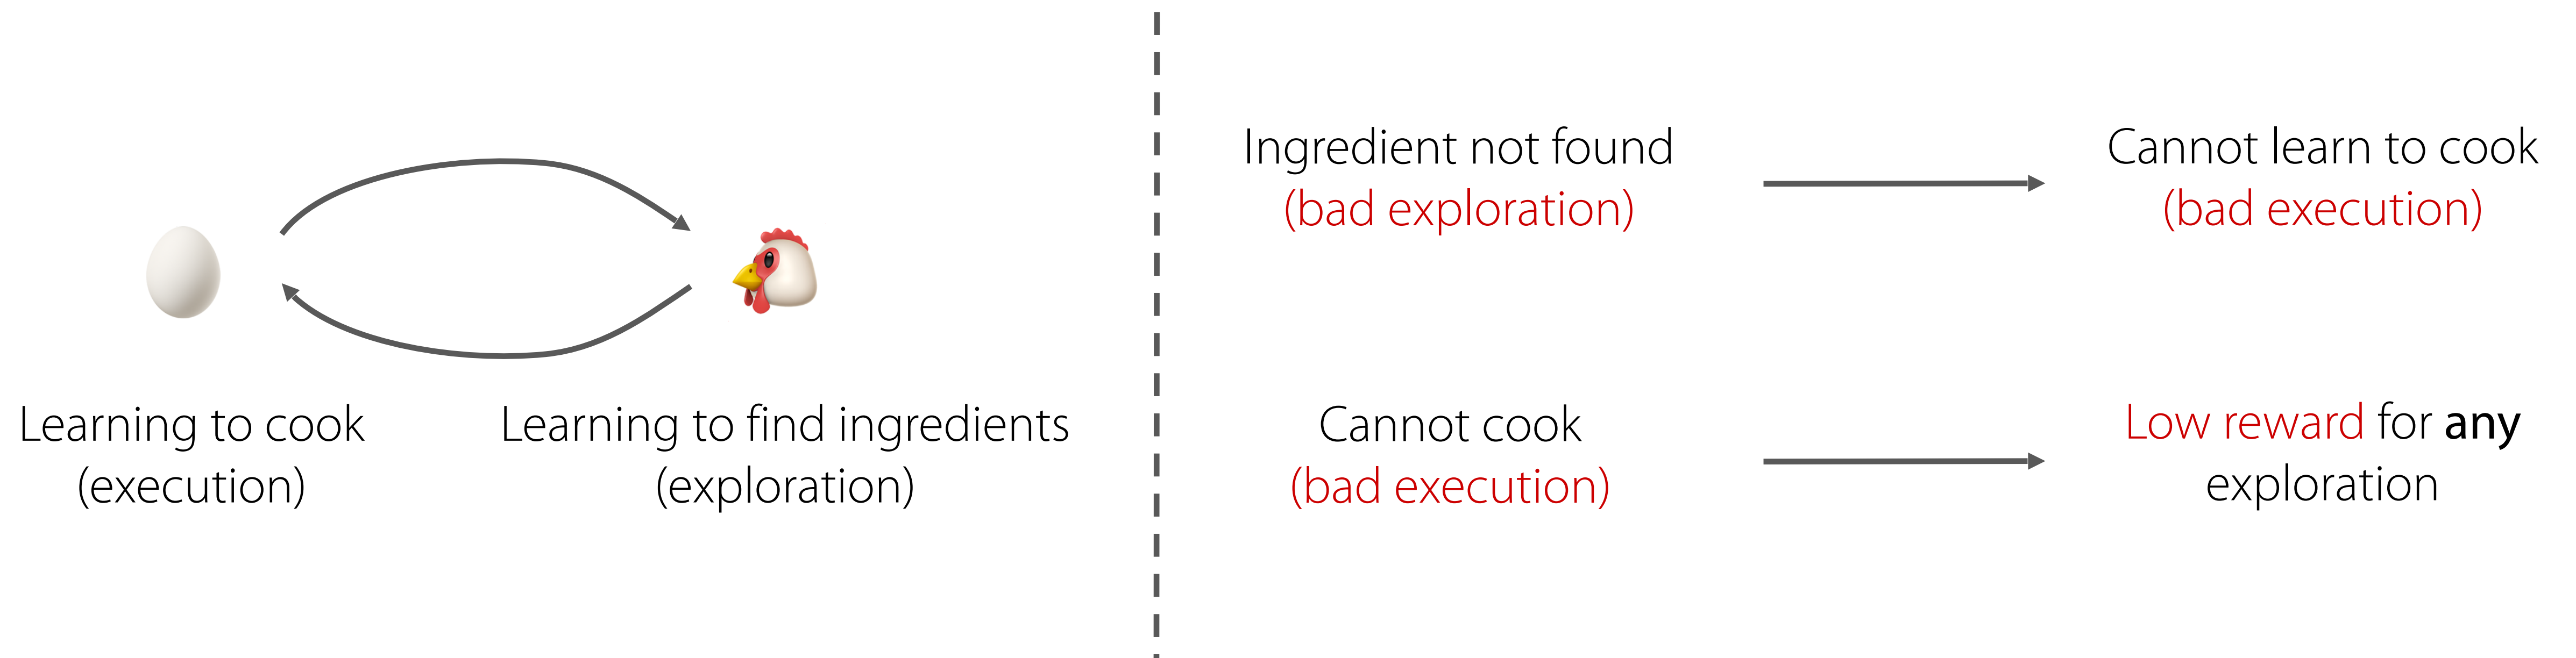 Learning to cook
(execution)
Learning to find ingredients
(exploration)
Ingredient not found
(bad exploration)
Cannot learn to cook
(bad execution)
Cannot cook
(bad execution)
Low reward for any
exploration